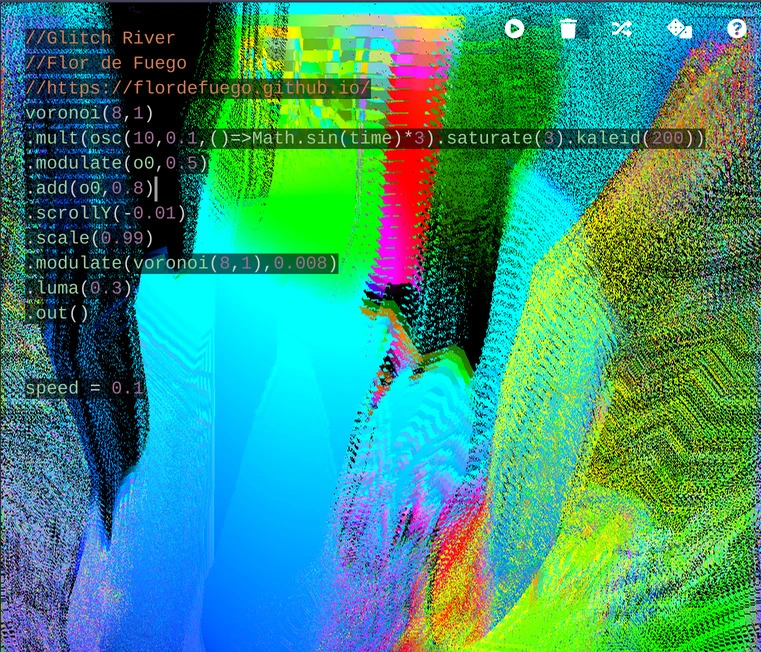 //Glitch River
//Flor de Fuego
//https://flordefuego.github.io/
voronoi(8,1)
.mult(osc(10,0.1,()=>Math.sin(time)*3).saturate(3).kaleid(200))
.modulate(o0,0.5)
.add(o0,0.8)
.scrollY(-0.01)
.scale(0.99)
.modulate(voronoi(8,1),0.008)
.luma(0.3)
.out()
speed = 0.1
?